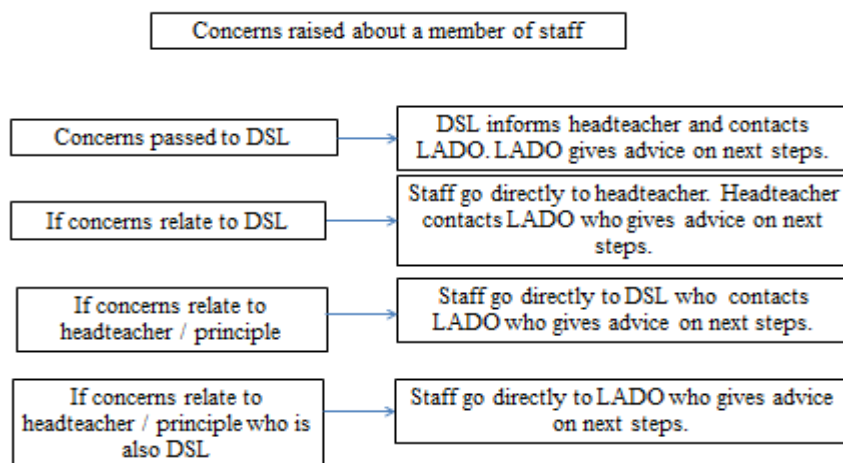 Concerns raised about a member of staff
Concerns passed to DSL
DSL informs headteacher and contacts
LADO. LADO gives advice on next steps.
If concerns relate to DSL
Staff go directly to headteacher. Headteacher
contacts LADO who gives advice on next
steps.
If concerns relate to
headteacher / principle
Staff go directly to DSL who contacts
LADO who gives advice on next steps.
If concerns relate to
headteacher / principle who is
also DSL
Staff go directly to LADO who gives advice
on next steps.